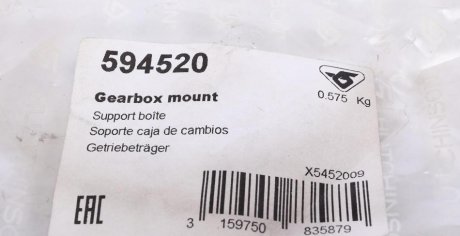 594520
Gearbox mount
0.575 Kg
Support boîte
Soporte caja de cambios
Getriebeträger
X5452009
EAC
3 159750 835879